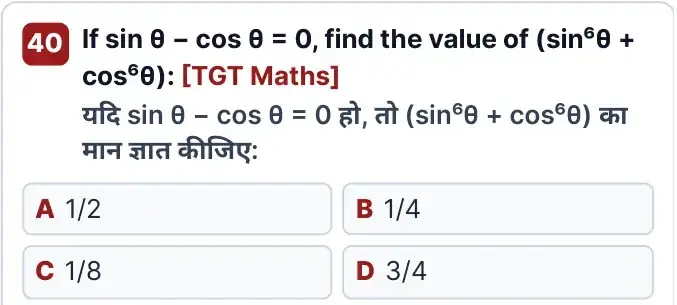 40 If sin θ – cos θ = 0, find the value of (sin⁶θ +
cos⁶θ): [TGT Maths]
यदि sin θ – cos θ = 0 हो, तो (sin⁶θ + cos⁶θ) का
मान ज्ञात कीजिए:
A 1/2
B 1/4
C 1/8
D 3/4